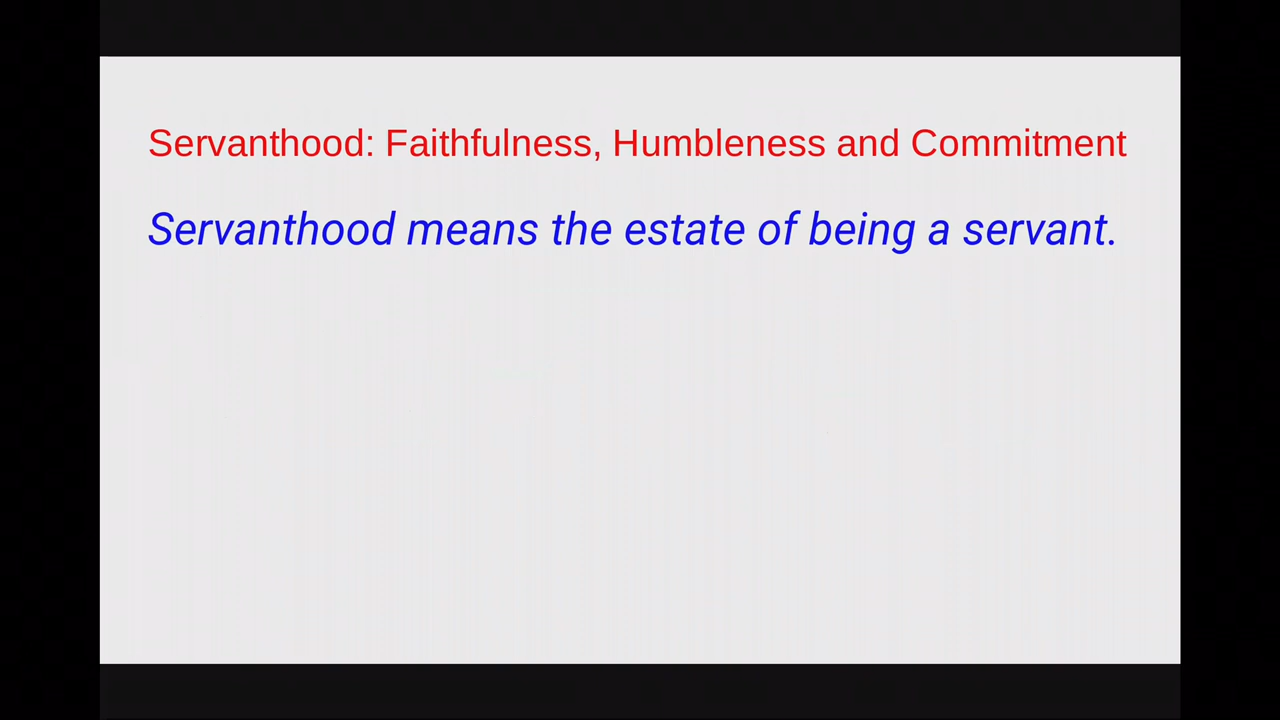 Servanthood: Faithfulness, Humbleness and Commitment
Servanthood means the estate of being a servant.